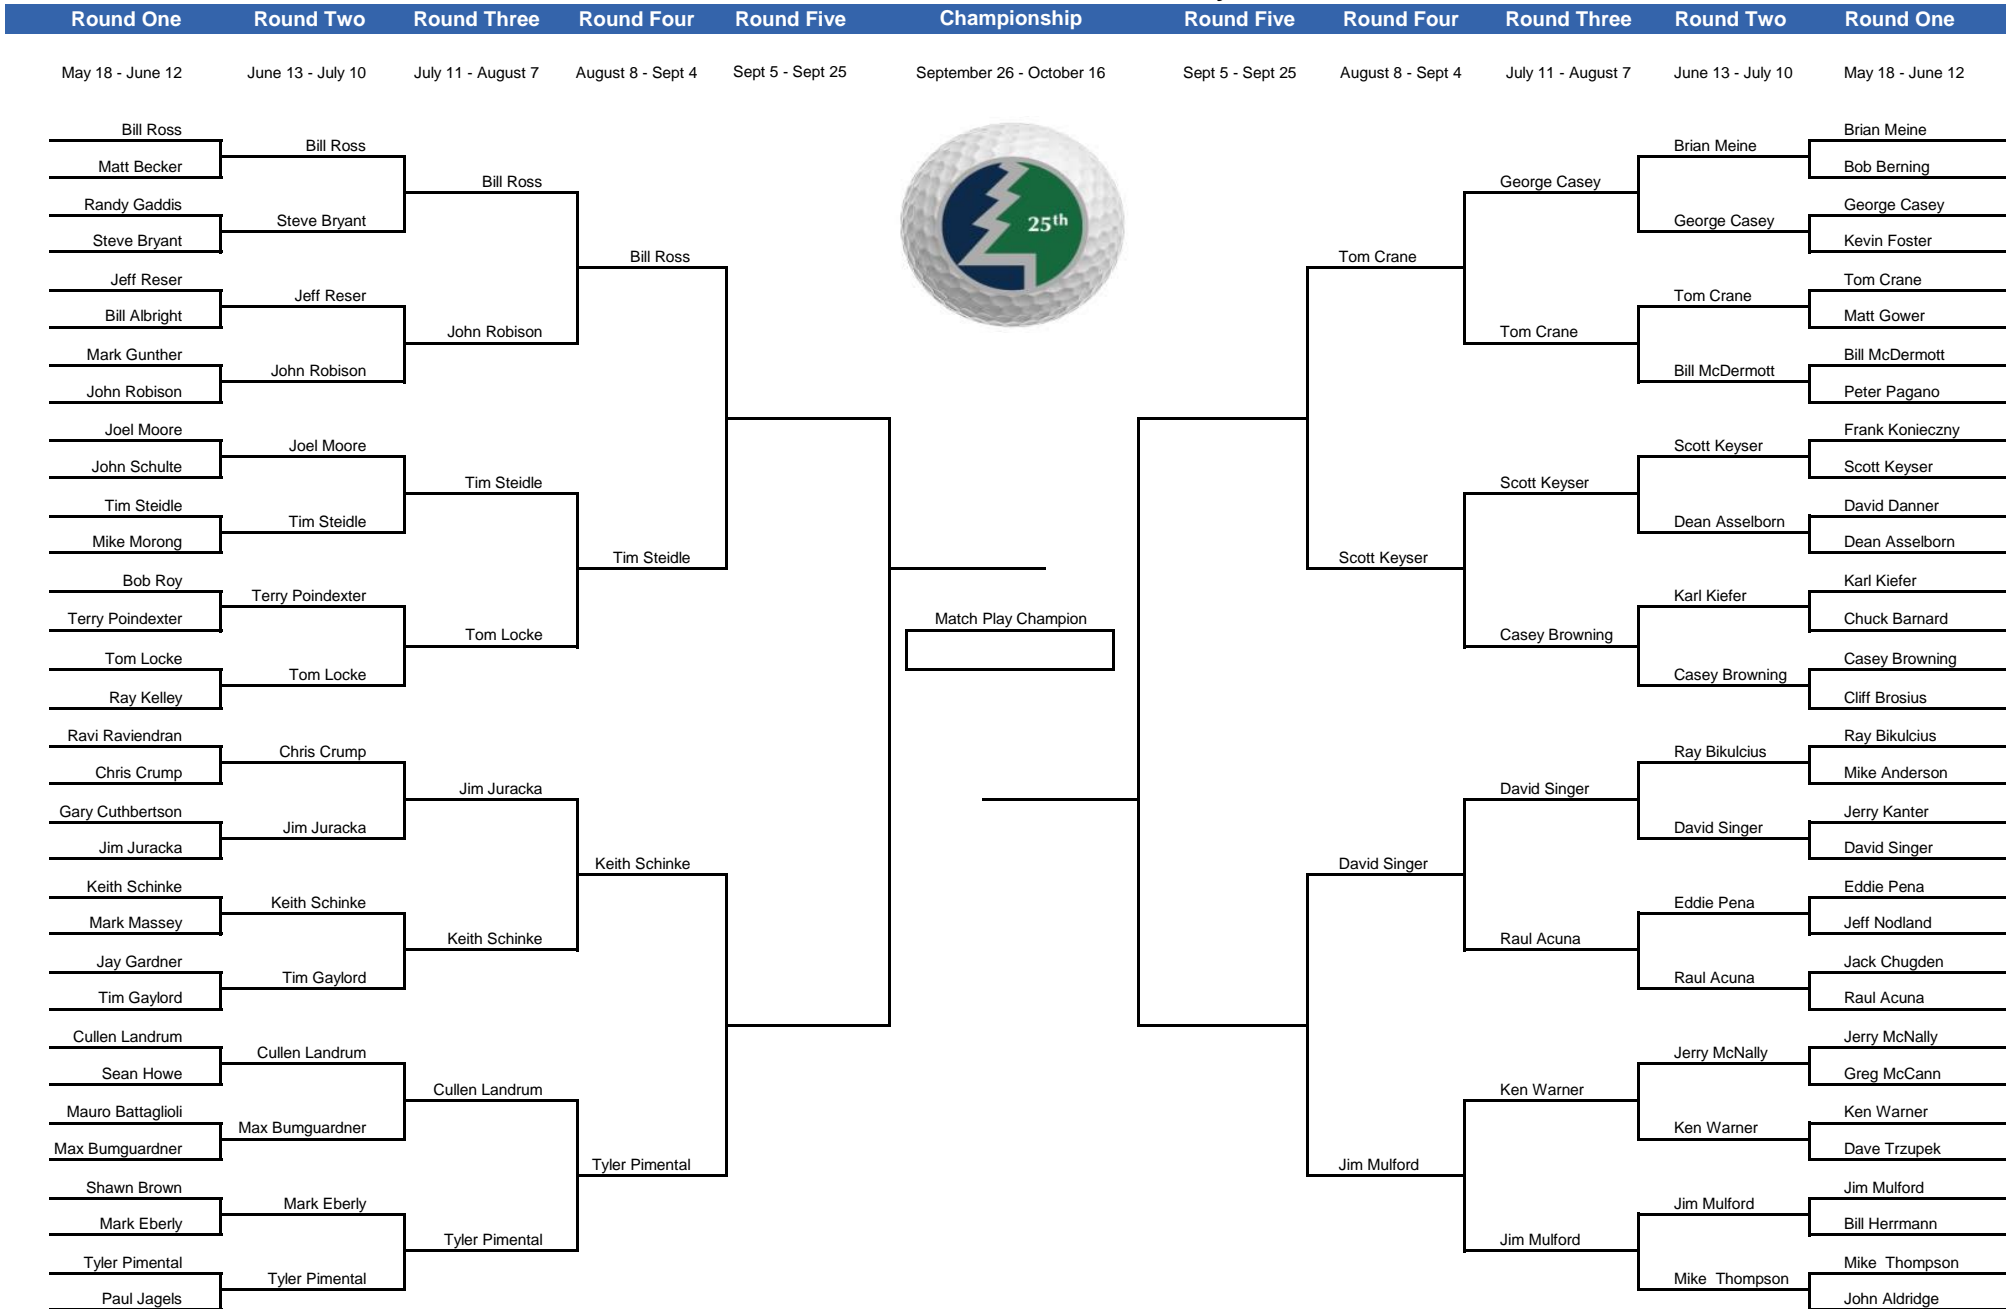 Round One Round Two Round Three Round Four Round Five Championship Round Five Round Four Round Three Round Two Round One
May 18 - June 12 June 13 - July 10 July 11 - August 7 August 8 - Sept 4 Sept 5 - Sept 25 September 26 - October 16 Sept 5 - Sept 25 August 8 - Sept 4 July 11 - August 7 June 13 - July 10 May 18 - June 12
Bill Ross
Matt Becker
Randy Gaddis
Steve Bryant
Jeff Reser
Bill Albright
Mark Gunther
John Robison
Joel Moore
John Schulte
Tim Steidle
Mike Morong
Bob Roy
Terry Poindexter
Tom Locke
Ray Kelley
Ravi Raviendran
Chris Crump
Gary Cuthbertson
Jim Juracka
Keith Schinke
Mark Massey
Jay Gardner
Tim Gaylord
Cullen Landrum
Sean Howe
Mauro Battaglioli
Max Bumguardner
Shawn Brown
Mark Eberly
Tyler Pimental
Paul Jagels
Bill Ross
Steve Bryant
Jeff Reser
John Robison
Joel Moore
Tim Steidle
Terry Poindexter
Tom Locke
Chris Crump
Jim Juracka
Keith Schinke
Tim Gaylord
Cullen Landrum
Max Bumguardner
Mark Eberly
Tyler Pimental
Bill Ross
John Robison
Tim Steidle
Tom Locke
Jim Juracka
Keith Schinke
Cullen Landrum
Tyler Pimental
Bill Ross
Tim Steidle
Keith Schinke
Tyler Pimental
25th
Match Play Champion
Tom Crane
Scott Keyser
David Singer
Jim Mulford
George Casey
Tom Crane
Scott Keyser
Casey Browning
David Singer
Raul Acuna
Ken Warner
Jim Mulford
Brian Meine
George Casey
Tom Crane
Bill McDermott
Scott Keyser
Dean Asselborn
Karl Kiefer
Casey Browning
Ray Bikulcius
David Singer
Eddie Pena
Raul Acuna
Jerry McNally
Ken Warner
Jim Mulford
Mike Thompson
Brian Meine
Bob Berning
George Casey
Kevin Foster
Tom Crane
Matt Gower
Bill McDermott
Peter Pagano
Frank Konieczny
Scott Keyser
David Danner
Dean Asselborn
Karl Kiefer
Chuck Barnard
Casey Browning
Cliff Brosius
Ray Bikulcius
Mike Anderson
Jerry Kanter
David Singer
Eddie Pena
Jeff Nodland
Jack Chugden
Raul Acuna
Jerry McNally
Greg McCann
Ken Warner
Dave Trzupek
Jim Mulford
Bill Herrmann
Mike Thompson
John Aldridge